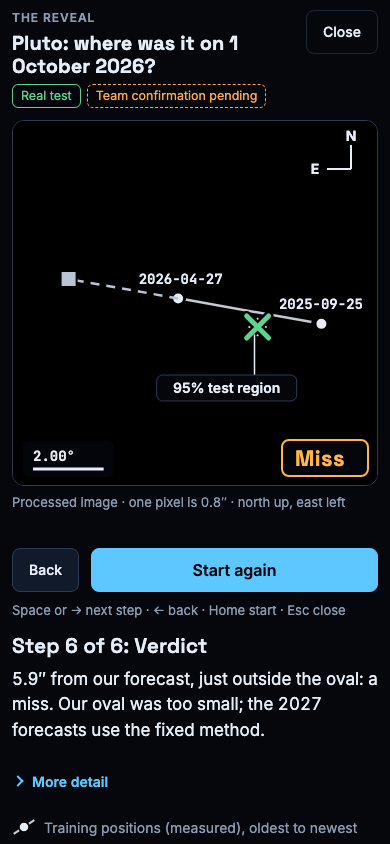 THE REVEAL
Pluto: where was it on 1
October 2026?
Close
Real test
Team confirmation pending
N
E
2026-04-27
2025-09-25
95% test region
2.00°
Miss
Processed image · one pixel is 0.8″ · north up, east left
Back
Start again
Space or → next step · ← back · Home start · Esc close
Step 6 of 6: Verdict
5.9″ from our forecast, just outside the oval: a
miss. Our oval was too small; the 2027
forecasts use the fixed method.
More detail
Training positions (measured), oldest to newest